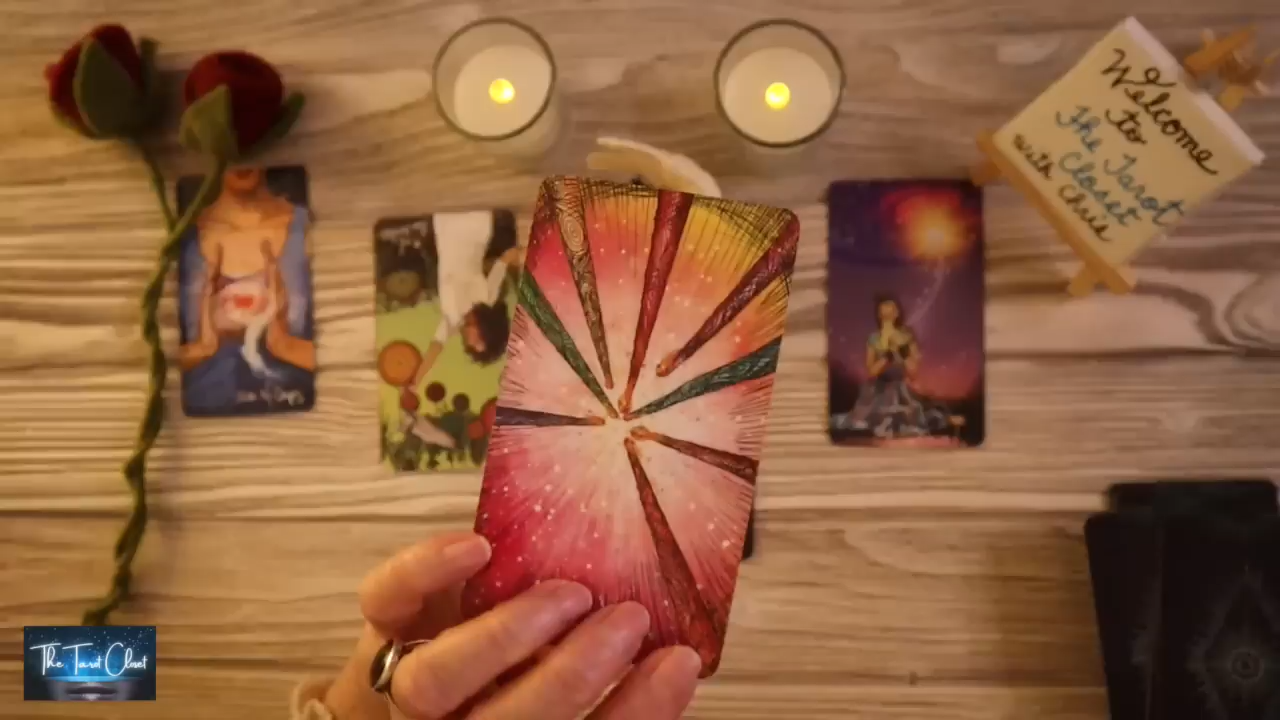 Welcome
to
The Tarot
Closet
with Chris
The Tarot Closet